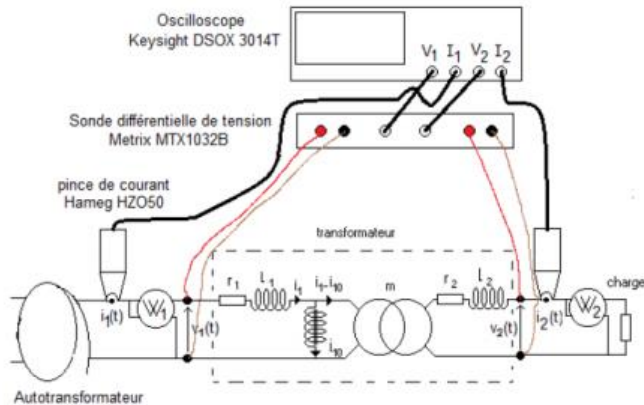 Oscilloscope
Keysight DSOX 3014T
V1 I1 V2 I2
Sonde différentielle de tension
Metrix MTX1032B
pince de courant
Hameg HZO50
transformateur
r1 l1 i1 i1-i10 m r2 l2
charge
i1(t) W1 v1(t) i10 v2(t) i2(t) W2
Autotransformateur